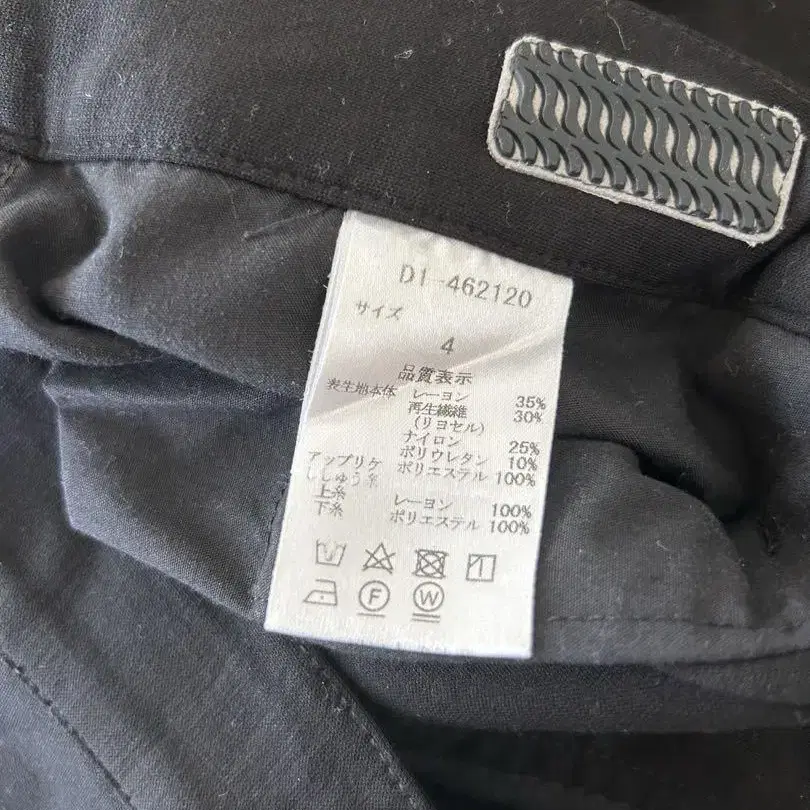 DI-462120
サイズ
4
品質表示
表生地本体 レーヨン 35%
再生繊維 30%
(リヨセル)
ナイロン 25%
ポリウレタン 10%
アップリケ ポリエステル 100%
ししゅう糸
上糸 レーヨン 100%
下糸 ポリエステル 100%
F W